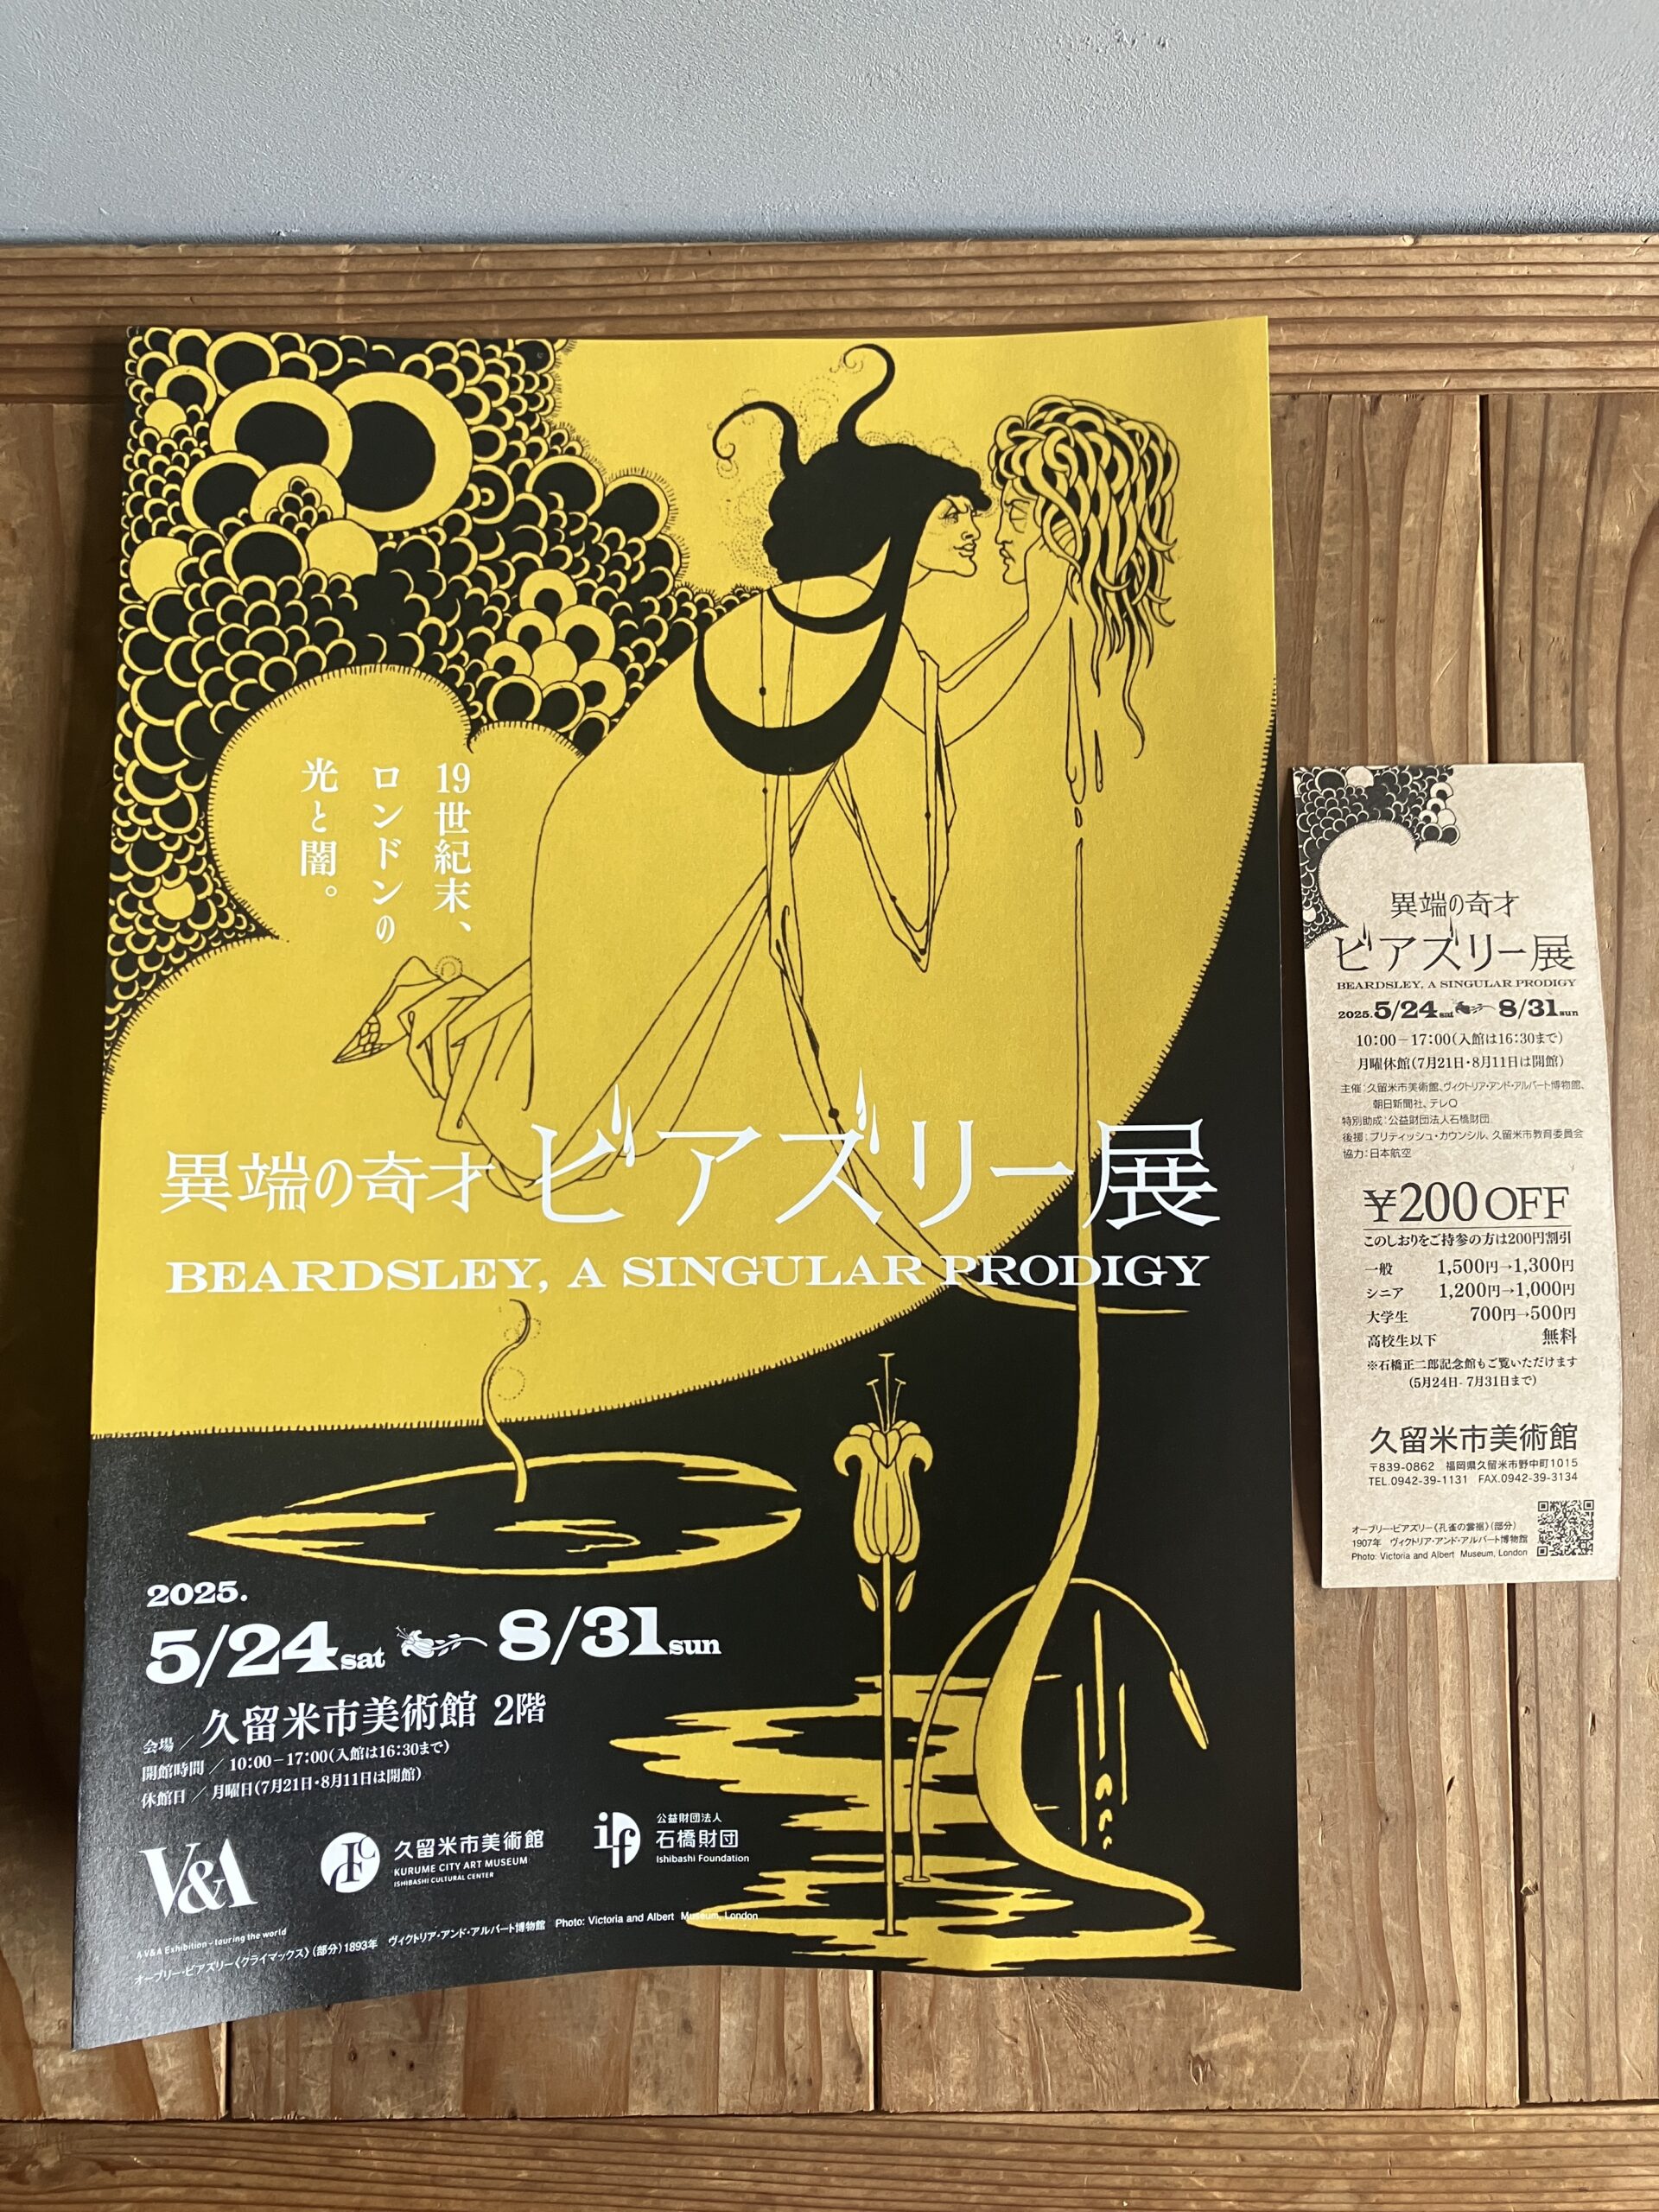 19世紀末、
ロンドンの
光と闇。
異端の奇才 ビアズリー展
BEARDSLEY, A SINGULAR PRODIGY
2025.
5/24sat 8/31sun
会場／久留米市美術館 2階
開館時間／10:00−17:00(入館は16:30まで)
休館日／月曜日(7月21日・8月11日は開館)
V&A
A V&A Exhibition - touring the world
久留米市美術館
KURUME CITY ART MUSEUM
ISHIBASHI CULTURAL CENTER
公益財団法人
石橋財団
Ishibashi Foundation
オーブリー・ビアズリー《クライマックス》(部分)1893年 ヴィクトリア・アンド・アルバート博物館 Photo: Victoria and Albert Museum, London
異端の奇才
ビアズリー展
BEARDSLEY, A SINGULAR PRODIGY
2025.5/24sat 8/31sun
10:00−17:00(入館は16:30まで)
月曜休館(7月21日・8月11日は開館)
主催：久留米市美術館、ヴィクトリア・アンド・アルバート博物館、
朝日新聞社、テレQ
特別助成：公益財団法人石橋財団
後援：ブリティッシュ・カウンシル、久留米市教育委員会
協力：日本航空
¥200 OFF
このしおりをご持参の方は200円割引
一般 1,500円→1,300円
シニア 1,200円→1,000円
大学生 700円→500円
高校生以下 無料
※石橋正二郎記念館もご覧いただけます
(5月24日- 7月31日まで)
久留米市美術館
〒839-0862 福岡県久留米市野中町1015
TEL.0942-39-1131 FAX.0942-39-3134
オーブリー・ビアズリー《孔雀の裳裾》(部分)
1907年 ヴィクトリア・アンド・アルバート博物館
Photo: Victoria and Albert Museum, London